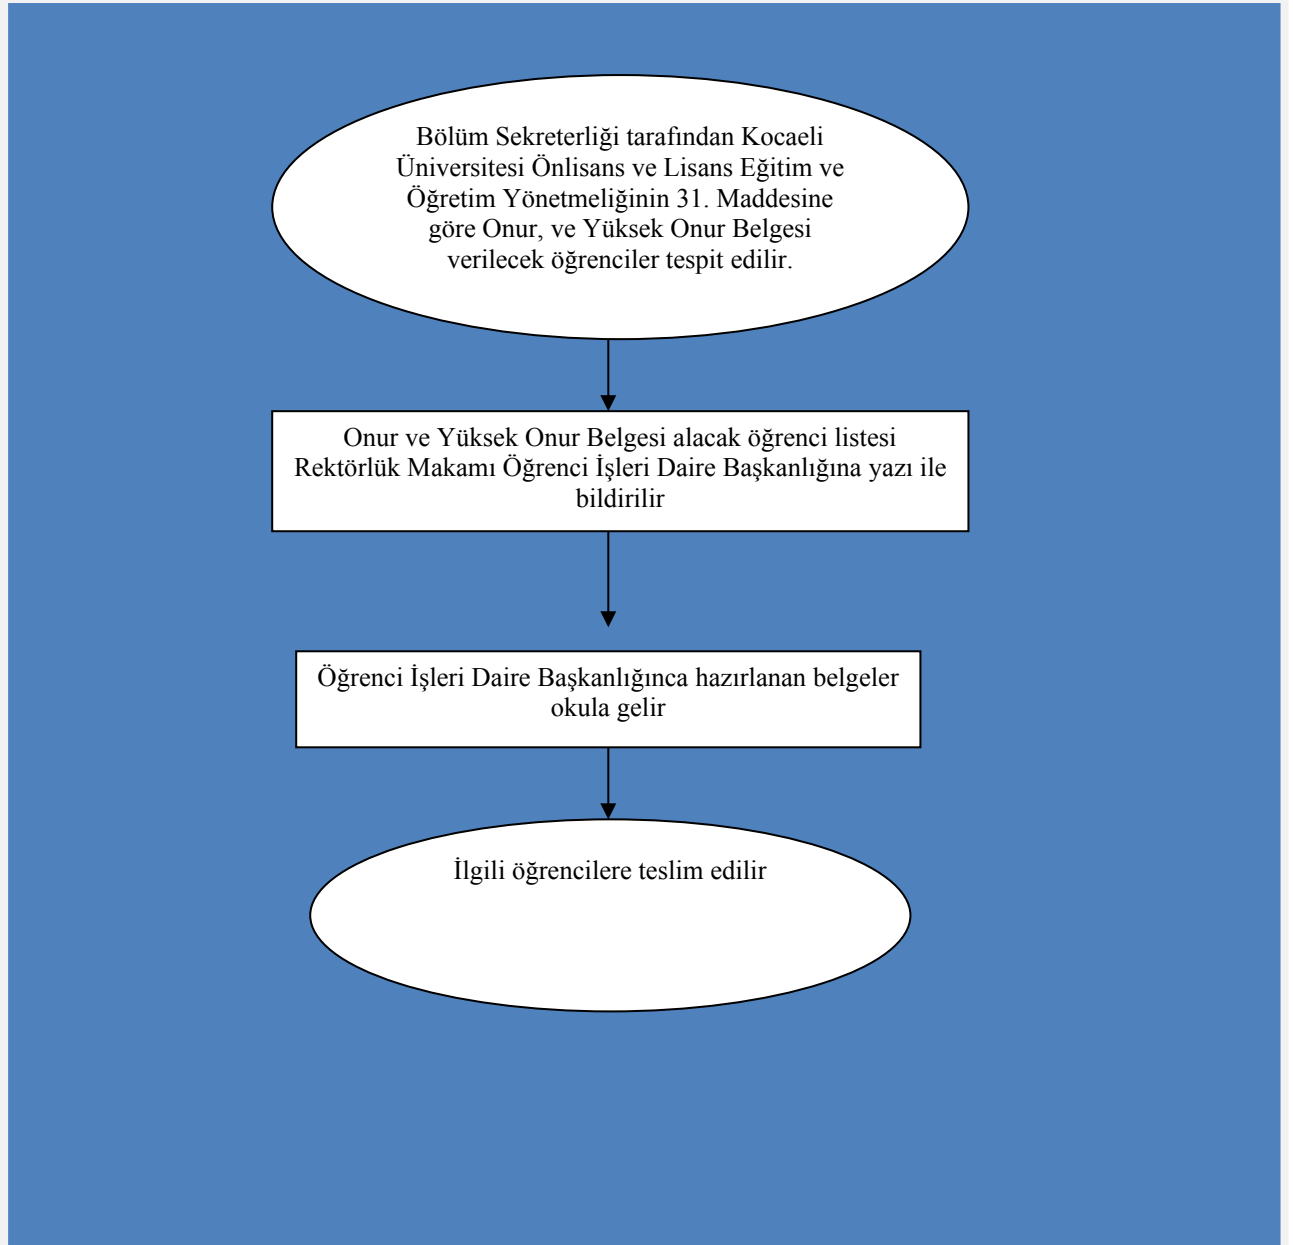 Bölüm Sekreterliği tarafından Kocaeli
Üniversitesi Önlisans ve Lisans Eğitim ve
Öğretim Yönetmeliğinin 31. Maddesine
göre Onur, ve Yüksek Onur Belgesi
verilecek öğrenciler tespit edilir.
Onur ve Yüksek Onur Belgesi alacak öğrenci listesi
Rektörlük Makamı Öğrenci İşleri Daire Başkanlığına yazı ile
bildirilir
Öğrenci İşleri Daire Başkanlığınca hazırlanan belgeler
okula gelir
İlgili öğrencilere teslim edilir